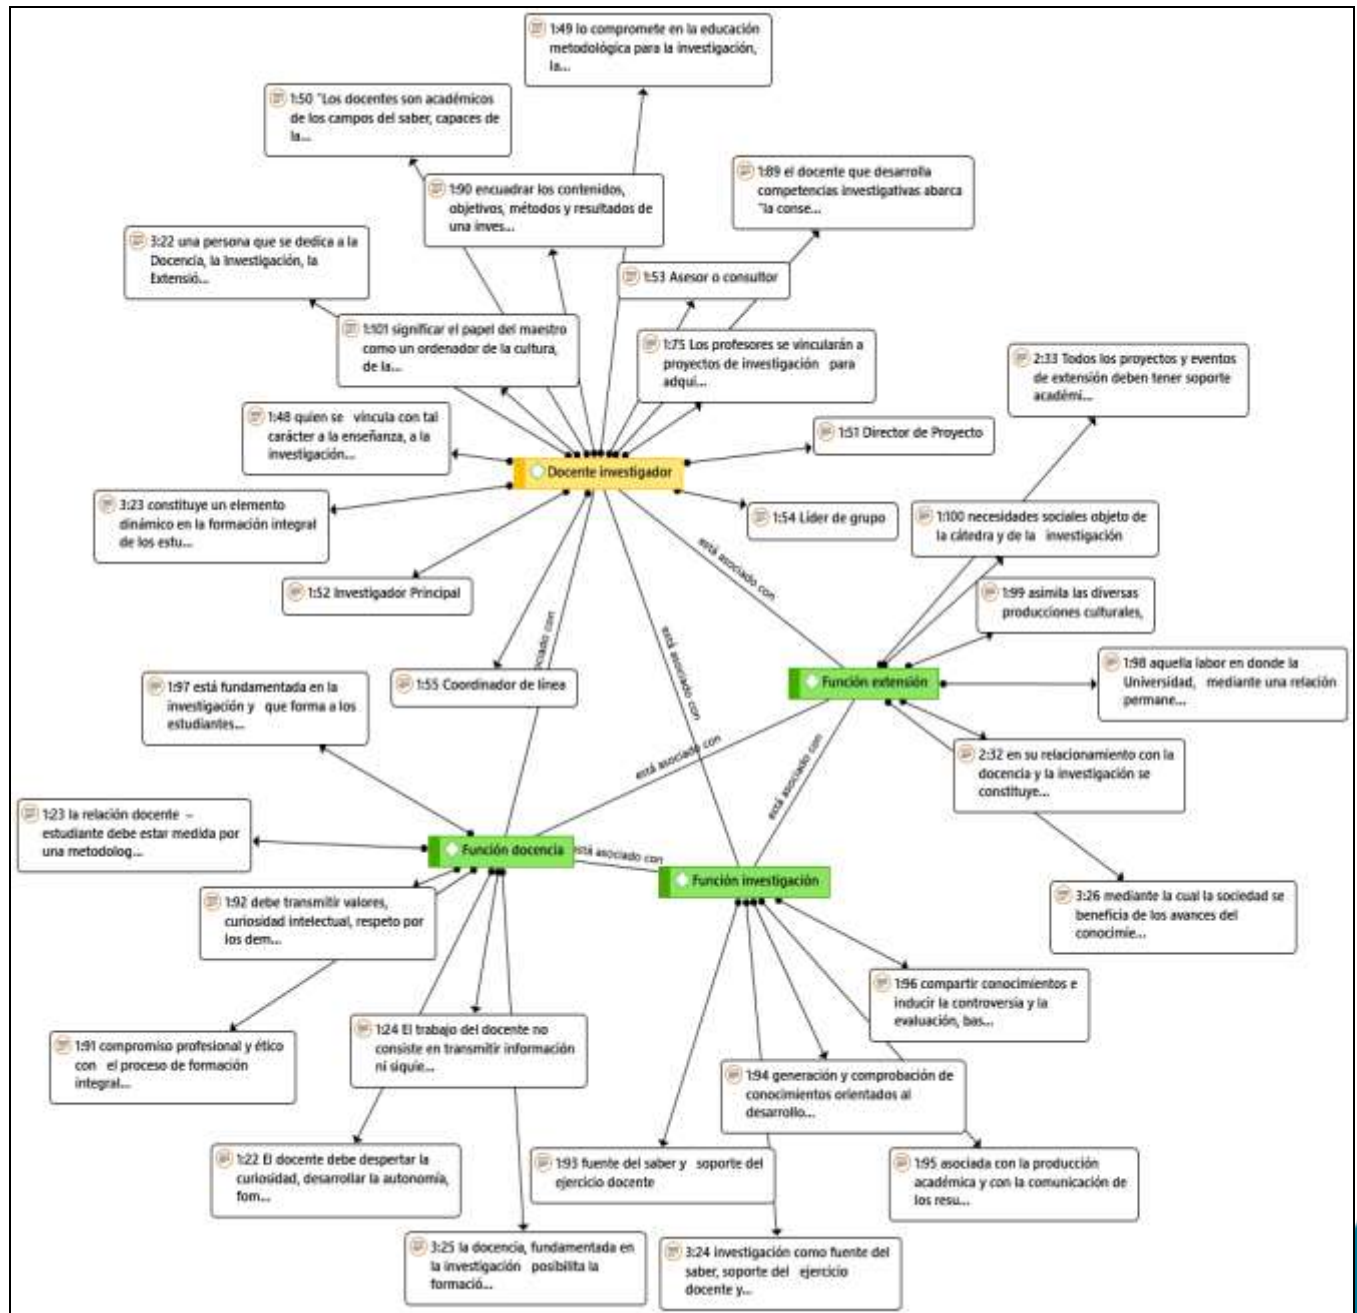 1:49 lo compromete en la educación
metodológica para la investigación,
la...
1:50 "Los docentes son académicos
de los campos del saber, capaces de
la...
1:89 el docente que desarrolla
competencias investigativas abarca
"la conse...
1:90 encuadrar los contenidos,
objetivos, métodos y resultados de
una inves...
3:22 una persona que se dedica a la
Docencia, la Investigación, la
Extensió...
1:53 Asesor o consultor
1:101 significar el papel del maestro
como un ordenador de la cultura,
de la...
1:75 Los profesores se vincularán a
proyectos de investigación para
adqui...
2:33 Todos los proyectos y eventos
de extensión deben tener soporte
académi...
1:48 quien se vincula con tal
carácter a la enseñanza, a la
investigación...
1:51 Director de Proyecto
Docente investigador
3:23 constituye un elemento
dinámico en la formación integral
de los estu...
1:54 Líder de grupo
1:100 necesidades sociales objeto de
la cátedra y de la investigación
está asociado con
1:52 Investigador Principal
1:99 asimila las diversas
producciones culturales,
ociado con
está asociado con
1:98 aquella labor en donde la
Universidad, mediante una relación
permane...
1:97 está fundamentada en la
investigación y que forma a los
estudiantes...
1:55 Coordinador de línea
Función extensión
está asociado con
está asociado con
2:32 en su relacionamiento con la
docencia y la investigación se
constituye...
1:23 la relación docente –
estudiante debe estar medida por
una metodolog...
Función docencia
está asociado con
Función investigación
1:92 debe transmitir valores,
curiosidad intelectual, respeto por
los dem...
3:26 mediante la cual la sociedad se
beneficia de los avances del
conocimie...
1:96 compartir conocimientos e
inducir la controversia y la
evaluación, bas...
1:91 compromiso profesional y ético
con el proceso de formación
integral...
1:24 El trabajo del docente no
consiste en transmitir información
ni siquie...
1:94 generación y comprobación de
conocimientos orientados al
desarrollo...
1:22 El docente debe despertar la
curiosidad, desarrollar la autonomía,
fom...
1:93 fuente del saber y soporte del
ejercicio docente
1:95 asociada con la producción
académica y con la comunicación de
los resu...
3:25 la docencia, fundamentada en
la investigación posibilita la
formació...
3:24 investigación como fuente del
saber, soporte del ejercicio
docente y...